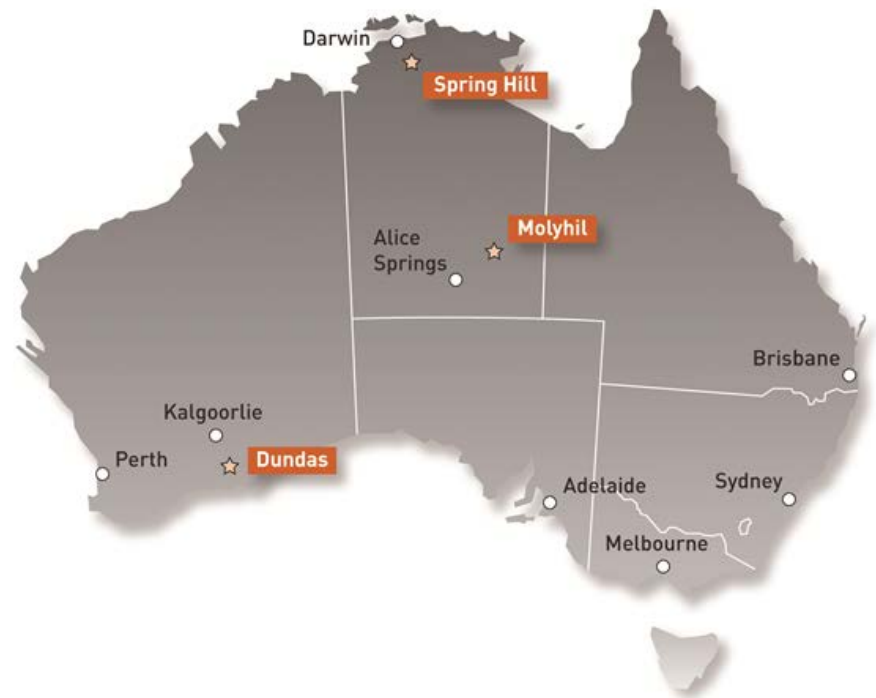 Darwin
Spring Hill
Molyhil
Alice
Springs
Brisbane
Kalgoorlie
Perth
Dundas
Adelaide
Sydney
Melbourne